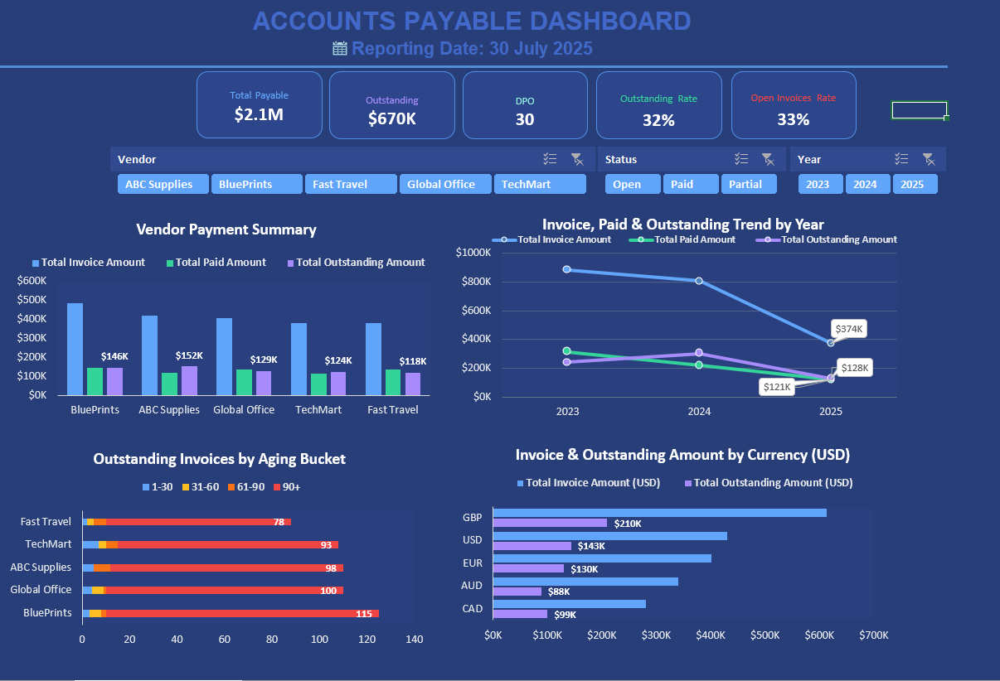 ACCOUNTS PAYABLE DASHBOARD
Reporting Date: 30 July 2025
Total Payable
$2.1M
Outstanding
$670K
DPO
30
Outstanding Rate
32%
Open Invoices Rate
33%
Vendor
ABC Supplies BluePrints Fast Travel Global Office TechMart
Status
Open Paid Partial
Year
2023 2024 2025
Vendor Payment Summary
Total Invoice Amount Total Paid Amount Total Outstanding Amount
$600K
$500K
$400K
$300K
$200K
$100K
$0K
$146K $152K $129K $124K $118K
BluePrints ABC Supplies Global Office TechMart Fast Travel
Invoice, Paid & Outstanding Trend by Year
Total Invoice Amount Total Paid Amount Total Outstanding Amount
$1000K
$800K
$600K
$400K
$200K
$0K
$374K
$128K
$121K
2023 2024 2025
Outstanding Invoices by Aging Bucket
1-30 31-60 61-90 90+
Fast Travel 78
TechMart 93
ABC Supplies 98
Global Office 100
BluePrints 115
0 20 40 60 80 100 120 140
Invoice & Outstanding Amount by Currency (USD)
Total Invoice Amount (USD) Total Outstanding Amount (USD)
GBP $210K
USD $143K
EUR $130K
AUD $88K
CAD $99K
$0K $100K $200K $300K $400K $500K $600K $700K